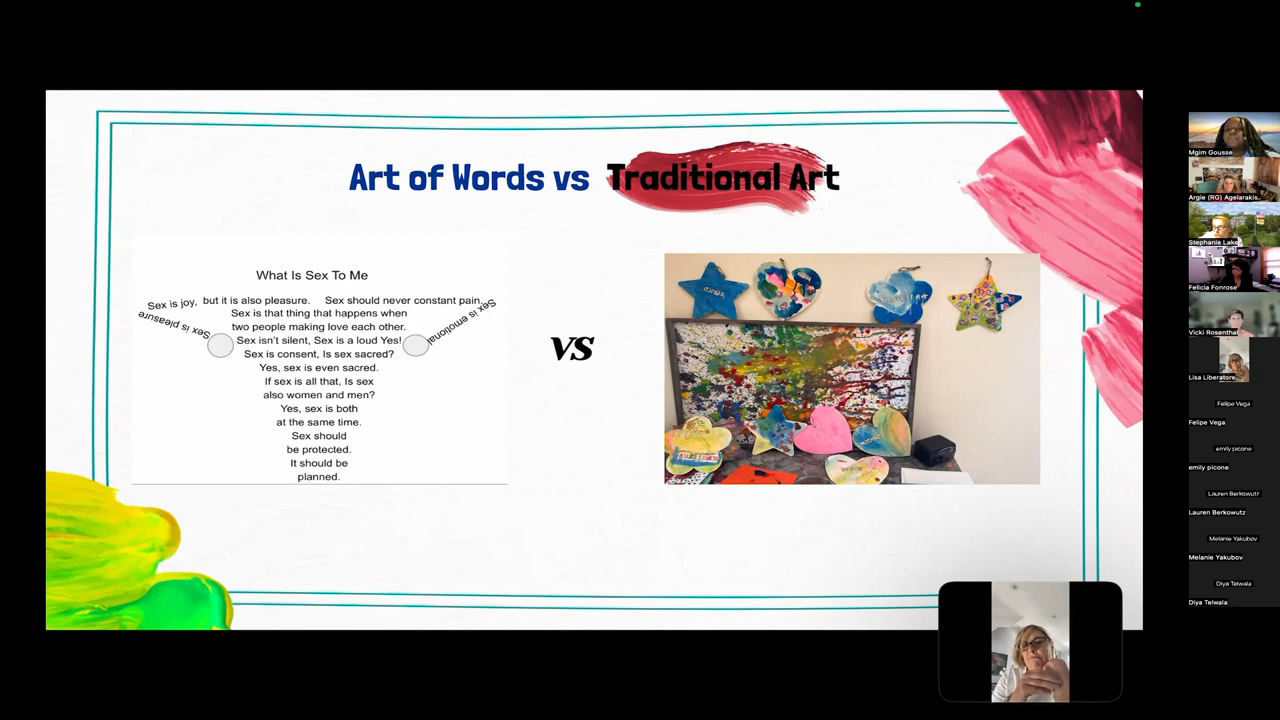 Art of Words vs Traditional Art
What Is Sex To Me
Sex is joy, but it is also pleasure. Sex should never constant pain.
Sex is pleasure
Sex is emotional
Sex is that thing that happens when
two people making love each other.
Sex isn't silent, Sex is a loud Yes!
Sex is consent, Is sex sacred?
Yes, sex is even sacred.
If sex is all that, Is sex
also women and men?
Yes, sex is both
at the same time.
Sex should
be protected.
It should be
planned.
vs
Mgim Gousse
Argie (RG) Agelarakis..
Stephanie Lake
Felicia Fonrose
Vicki Rosenthal
Lisa Liberatore
Felipe Vega
Felipe Vega
emily picone
emily picone
Lauren Berkowutz
Lauren Berkowutz
Melanie Yakubov
Melanie Yakubov
Diya Telwala
Diya Telwala